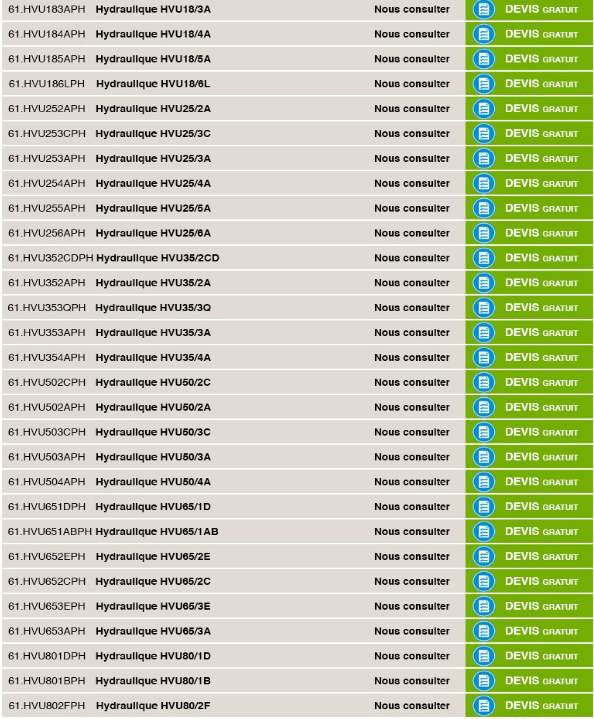 61.HVU183APH Hydraulique HVU18/3A Nous consulter DEVIS GRATUIT
61.HVU184APH Hydraulique HVU18/4A Nous consulter DEVIS GRATUIT
61.HVU185APH Hydraulique HVU18/5A Nous consulter DEVIS GRATUIT
61.HVU186LPH Hydraulique HVU18/6L Nous consulter DEVIS GRATUIT
61.HVU252APH Hydraulique HVU25/2A Nous consulter DEVIS GRATUIT
61.HVU253CPH Hydraulique HVU25/3C Nous consulter DEVIS GRATUIT
61.HVU253APH Hydraulique HVU25/3A Nous consulter DEVIS GRATUIT
61.HVU254APH Hydraulique HVU25/4A Nous consulter DEVIS GRATUIT
61.HVU255APH Hydraulique HVU25/5A Nous consulter DEVIS GRATUIT
61.HVU256APH Hydraulique HVU25/6A Nous consulter DEVIS GRATUIT
61.HVU352CDPH Hydraulique HVU35/2CD Nous consulter DEVIS GRATUIT
61.HVU352APH Hydraulique HVU35/2A Nous consulter DEVIS GRATUIT
61.HVU353QPH Hydraulique HVU35/3Q Nous consulter DEVIS GRATUIT
61.HVU353APH Hydraulique HVU35/3A Nous consulter DEVIS GRATUIT
61.HVU354APH Hydraulique HVU35/4A Nous consulter DEVIS GRATUIT
61.HVU502CPH Hydraulique HVU50/2C Nous consulter DEVIS GRATUIT
61.HVU502APH Hydraulique HVU50/2A Nous consulter DEVIS GRATUIT
61.HVU503CPH Hydraulique HVU50/3C Nous consulter DEVIS GRATUIT
61.HVU503APH Hydraulique HVU50/3A Nous consulter DEVIS GRATUIT
61.HVU504APH Hydraulique HVU50/4A Nous consulter DEVIS GRATUIT
61.HVU651DPH Hydraulique HVU65/1D Nous consulter DEVIS GRATUIT
61.HVU651ABPH Hydraulique HVU65/1AB Nous consulter DEVIS GRATUIT
61.HVU652EPH Hydraulique HVU65/2E Nous consulter DEVIS GRATUIT
61.HVU652CPH Hydraulique HVU65/2C Nous consulter DEVIS GRATUIT
61.HVU653EPH Hydraulique HVU65/3E Nous consulter DEVIS GRATUIT
61.HVU653APH Hydraulique HVU65/3A Nous consulter DEVIS GRATUIT
61.HVU801DPH Hydraulique HVU80/1D Nous consulter DEVIS GRATUIT
61.HVU801BPH Hydraulique HVU80/1B Nous consulter DEVIS GRATUIT
61.HVU802FPH Hydraulique HVU80/2F Nous consulter DEVIS GRATUIT